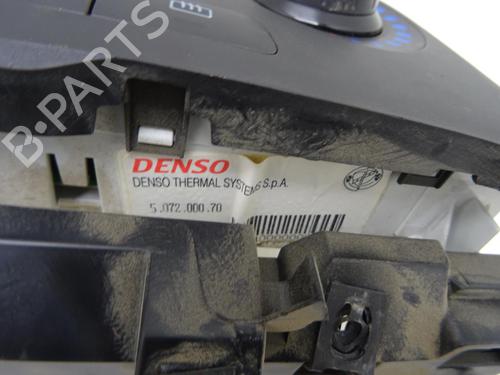 B-PARTS
DENSO
DENSO THERMAL SYSTEMS S.p.A.
5.072.000.70